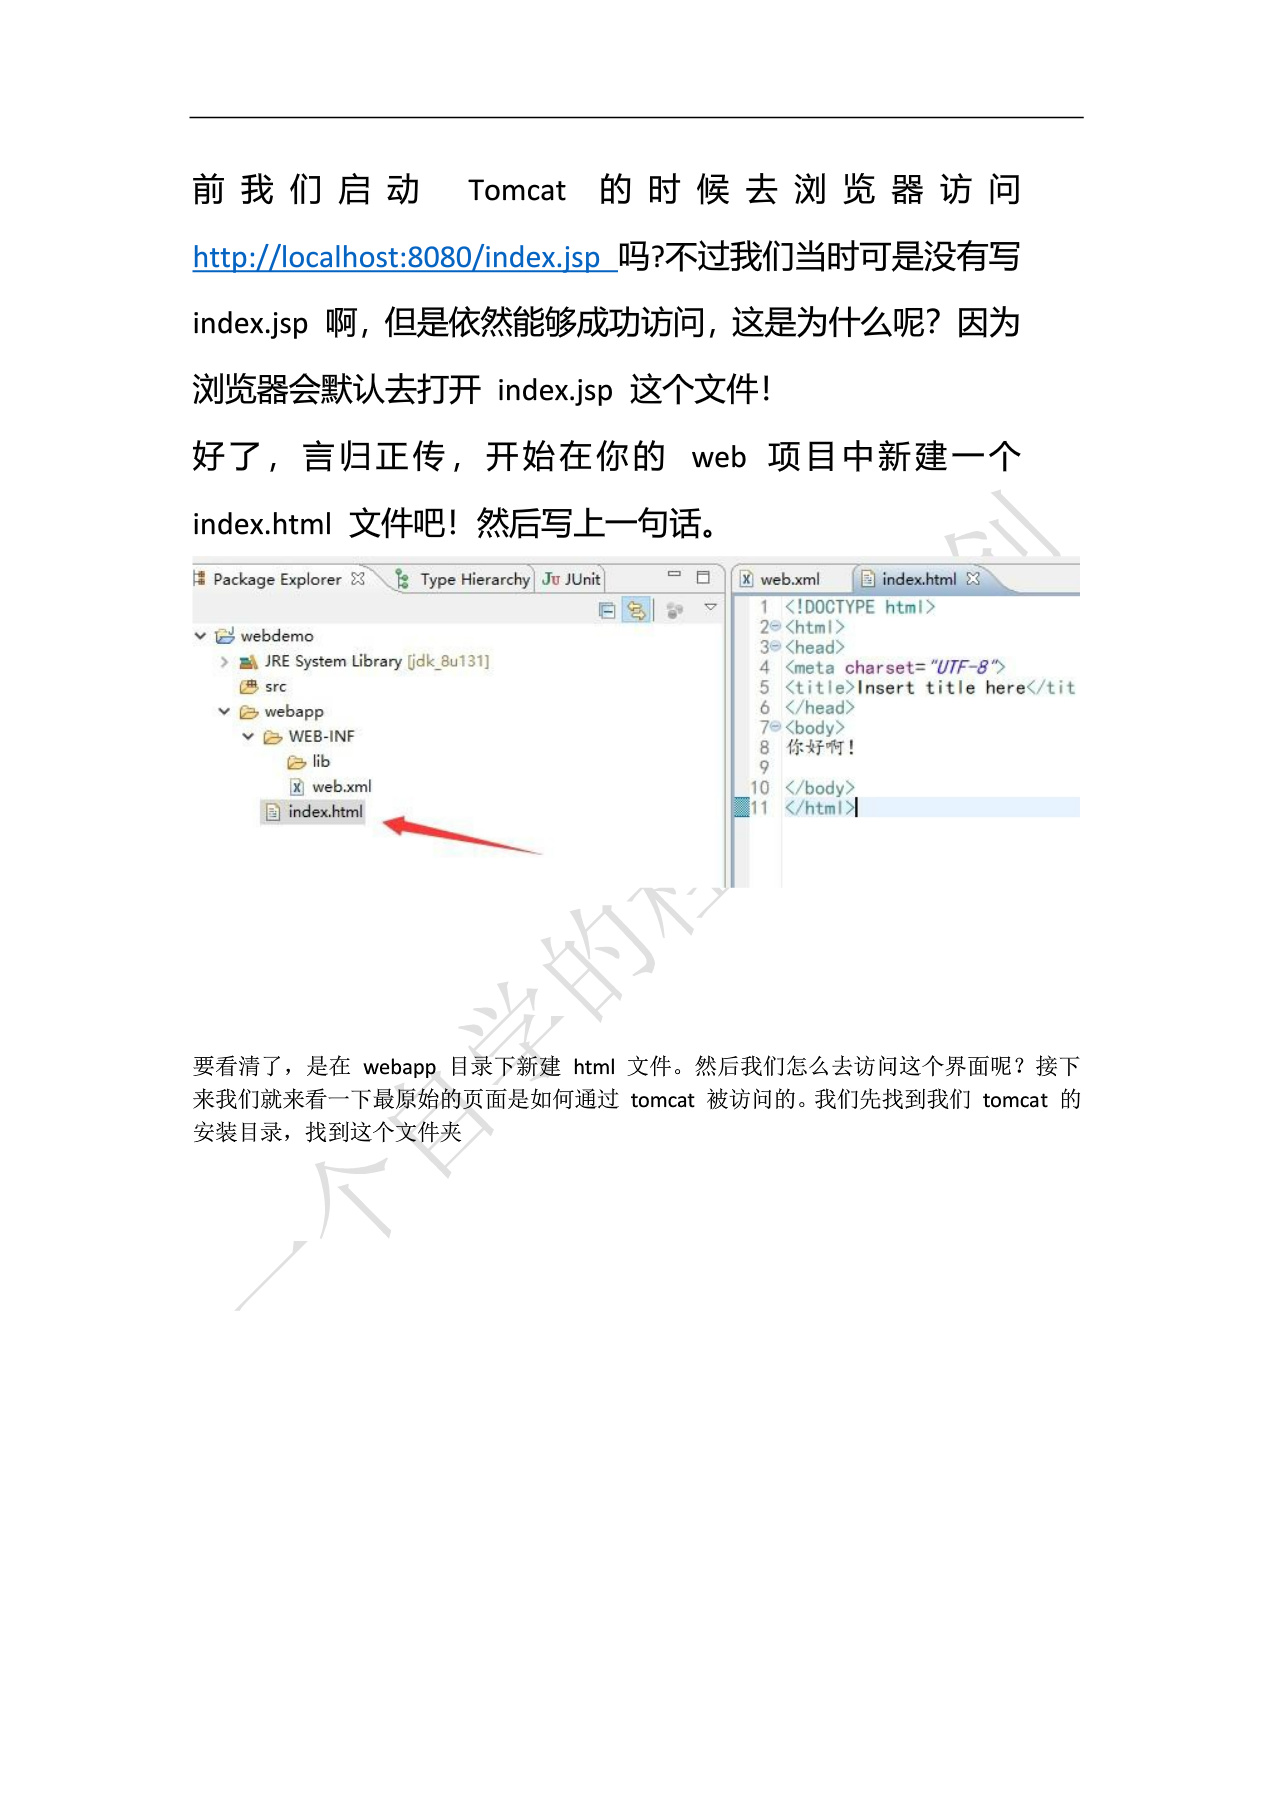 前我们启动 Tomcat 的时候去浏览器访问
http://localhost:8080/index.jsp 吗?不过我们当时可是没有写
index.jsp 啊，但是依然能够成功访问，这是为什么呢？因为
浏览器会默认去打开 index.jsp 这个文件！
好了，言归正传，开始在你的 web 项目中新建一个
index.html 文件吧！然后写上一句话。
Package Explorer Type Hierarchy JUnit
webdemo
JRE System Library [jdk_8u131]
src
webapp
WEB-INF
lib
web.xml
index.html
web.xml index.html
1 <!DOCTYPE html>
2 <html>
3 <head>
4 <meta charset="UTF-8">
5 <title>Insert title here</tit
6 </head>
7 <body>
8 你好啊！
9
10 </body>
11 </html>
要看清了，是在 webapp 目录下新建 html 文件。然后我们怎么去访问这个界面呢？接下
来我们就来看一下最原始的页面是如何通过 tomcat 被访问的。我们先找到我们 tomcat 的
安装目录，找到这个文件夹
一个自学的程
创